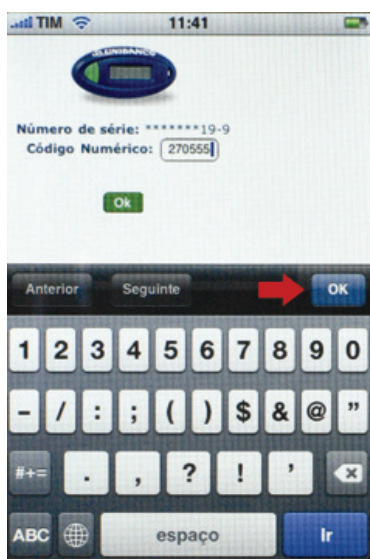 TIM 11:41
UNIBANCO
Número de série: *******19-9
Código Numérico: 270555
Ok
Anterior Seguinte OK
1 2 3 4 5 6 7 8 9 0
- / : ; ( ) $ & @ "
#+= . , ? ! '
ABC espaço Ir